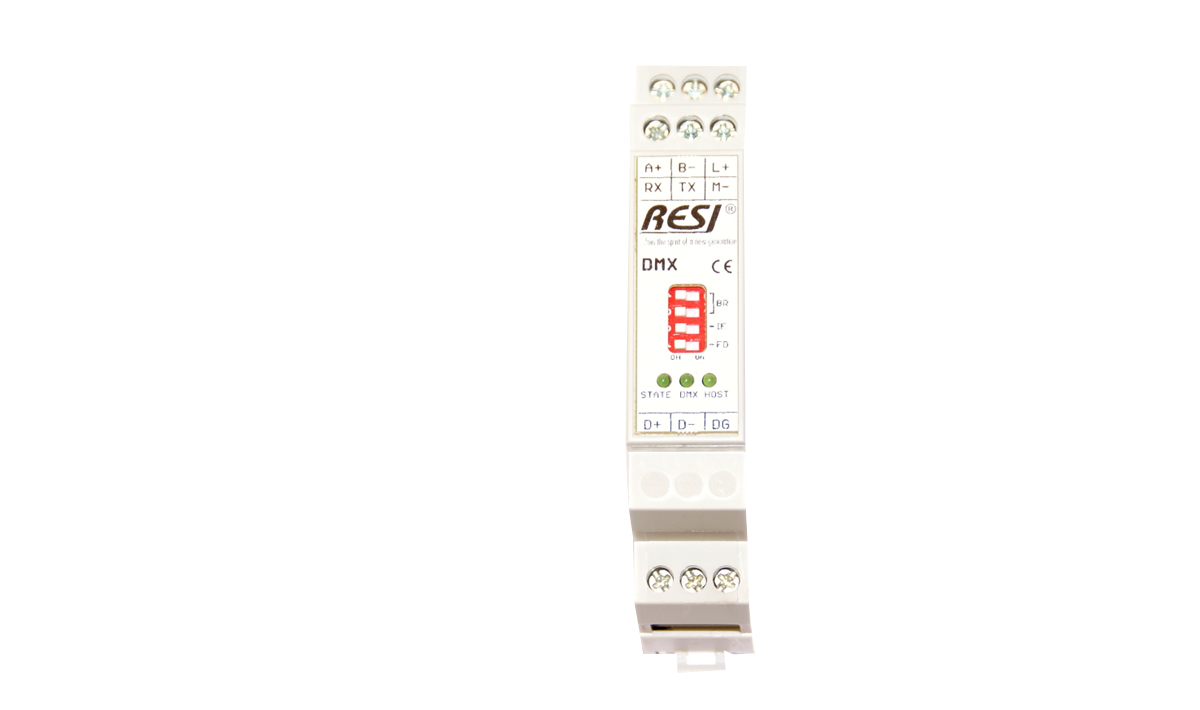 A+ B- L+
RX TX M-
RESI®
DMX CE
BR
IF
FD
STATE DMX HOST
D+ D- DG